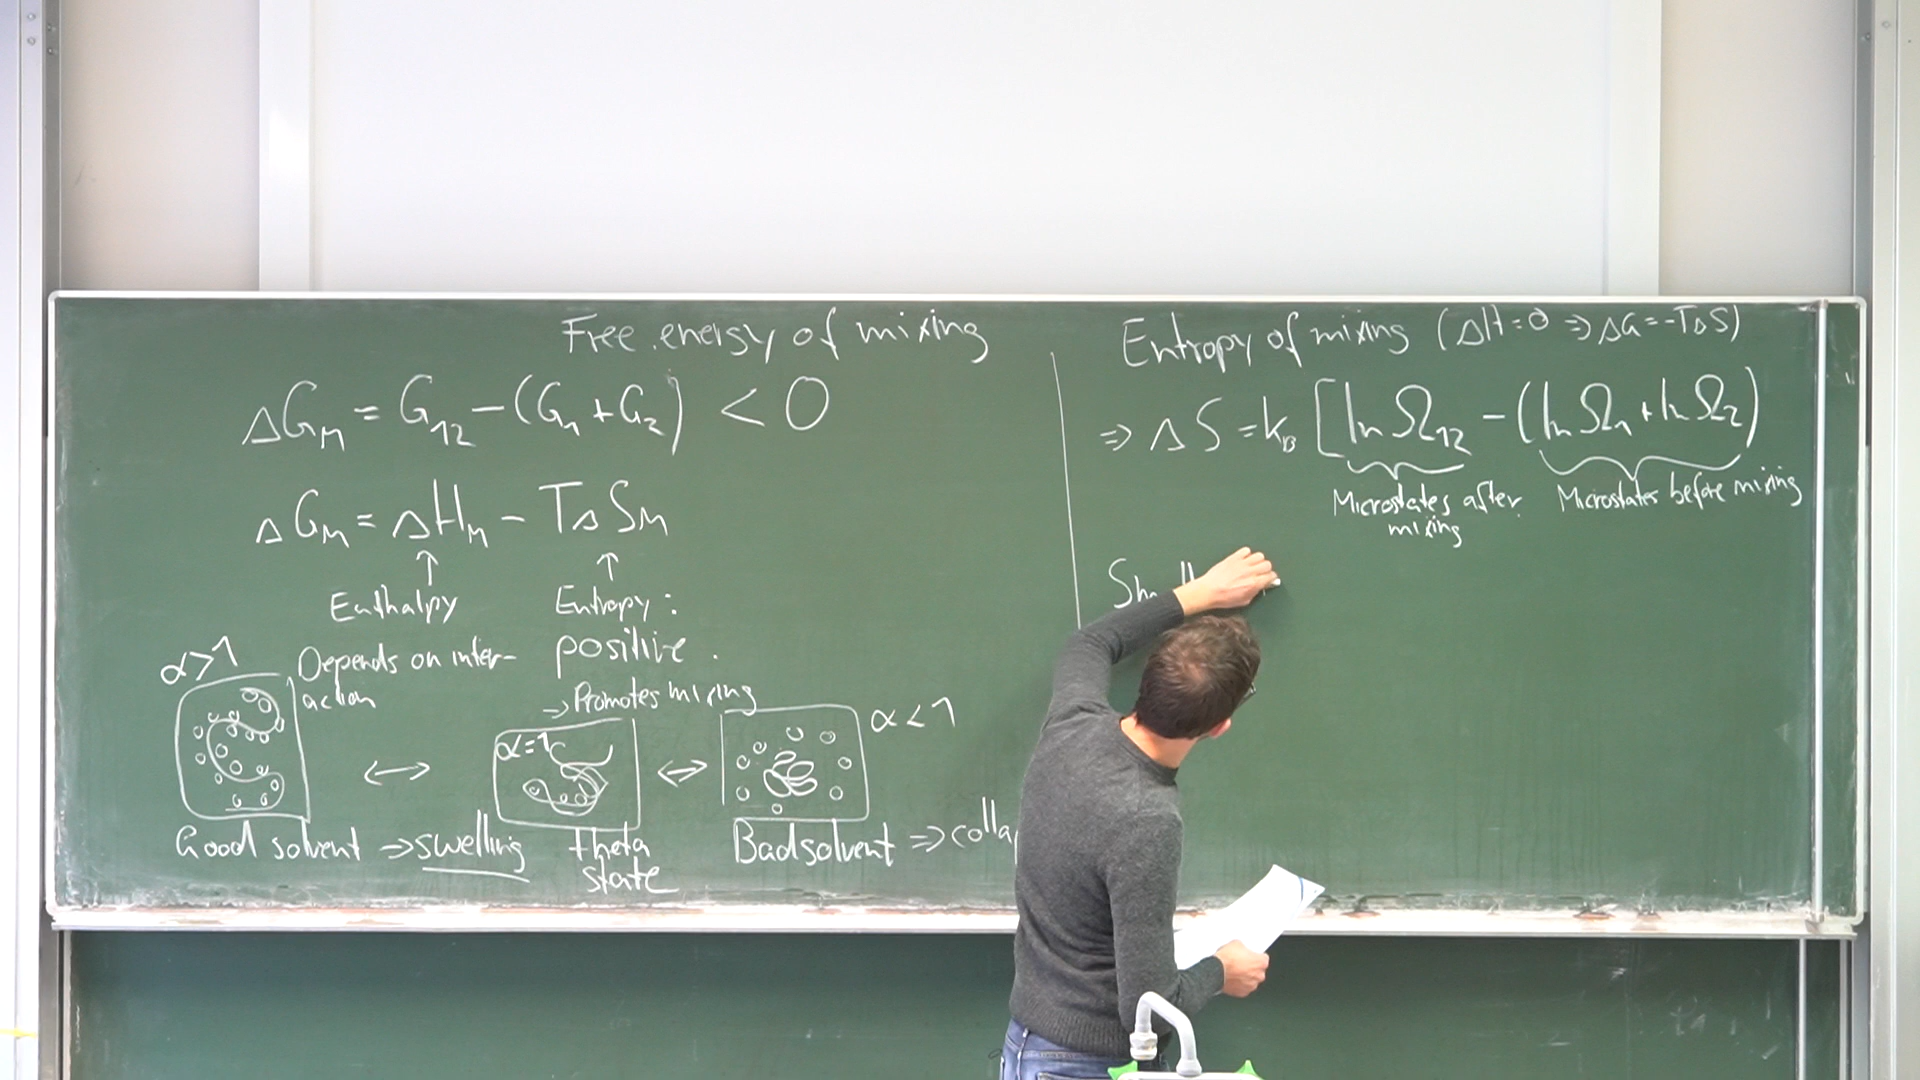 Free energy of mixing
ΔG_M = G_12 - (G_1 + G_2) < 0
ΔG_M = ΔH_M - TΔS_M
↑ ↑
Enthalpy
Depends on inter-
action
Entropy:
positive.
⇒ Promotes mixing
α>1
α=1
α<1
↔ ⇔
Good solvent ⇒ swelling
theta
state
Bad solvent ⇒ colla
Entropy of mixing (ΔH=0 ⇒ ΔG=-TΔS)
⇒ ΔS = k_B [ln Ω_12 - (ln Ω_1 + ln Ω_2)
Microstates after
mixing
Microstates before mixing